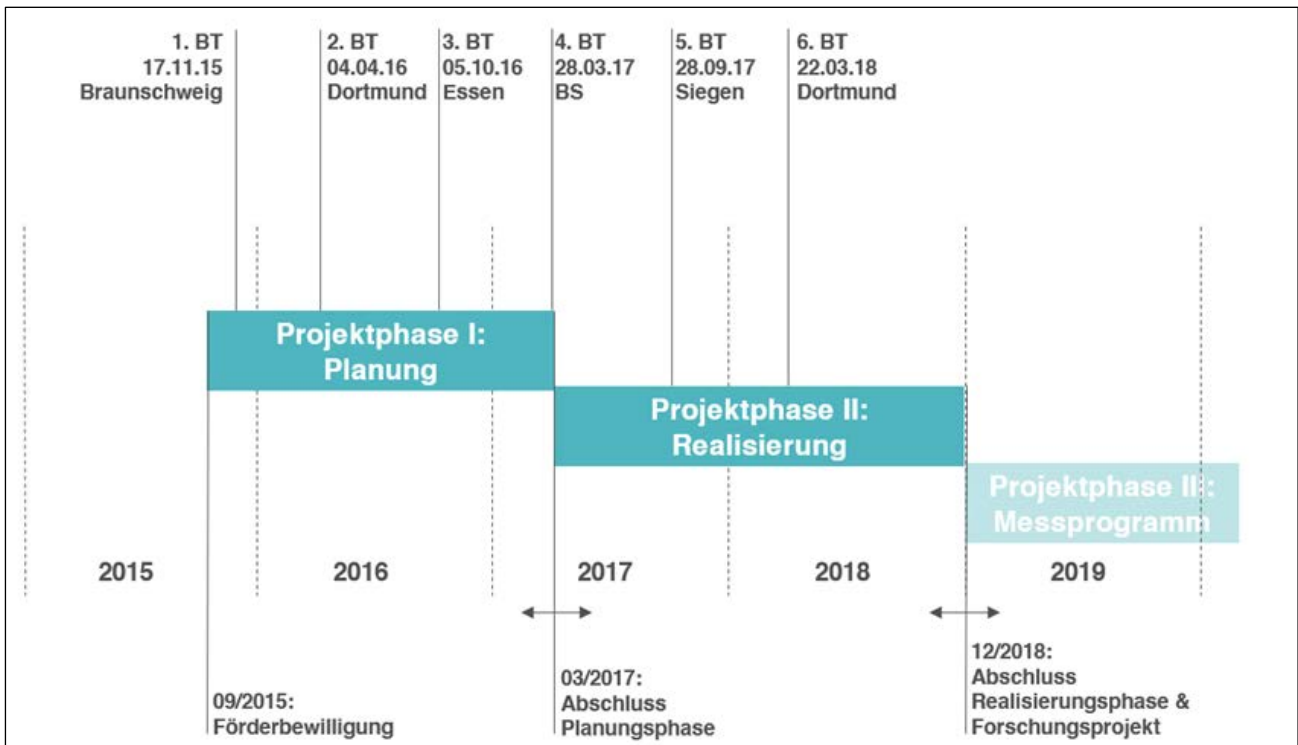 1. BT
17.11.15
Braunschweig
2. BT
04.04.16
Dortmund
3. BT
05.10.16
Essen
4. BT
28.03.17
BS
5. BT
28.09.17
Siegen
6. BT
22.03.18
Dortmund
Projektphase I:
Planung
Projektphase II:
Realisierung
Projektphase III:
Messprogramm
2015
2016
2017
2018
2019
09/2015:
Förderbewilligung
03/2017:
Abschluss
Planungsphase
12/2018:
Abschluss
Realisierungsphase &
Forschungsprojekt